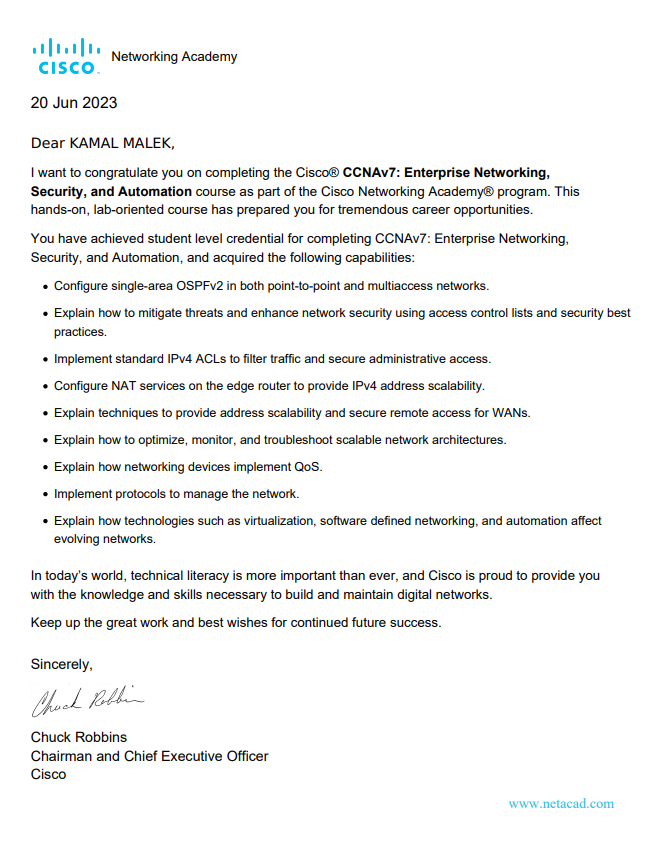 CISCO
Networking Academy
20 Jun 2023
Dear KAMAL MALEK,
I want to congratulate you on completing the Cisco® CCNAv7: Enterprise Networking,
Security, and Automation course as part of the Cisco Networking Academy® program. This
hands-on, lab-oriented course has prepared you for tremendous career opportunities.
You have achieved student level credential for completing CCNAv7: Enterprise Networking,
Security, and Automation, and acquired the following capabilities:
• Configure single-area OSPFv2 in both point-to-point and multiaccess networks.
• Explain how to mitigate threats and enhance network security using access control lists and security best
practices.
• Implement standard IPv4 ACLs to filter traffic and secure administrative access.
• Configure NAT services on the edge router to provide IPv4 address scalability.
• Explain techniques to provide address scalability and secure remote access for WANs.
• Explain how to optimize, monitor, and troubleshoot scalable network architectures.
• Explain how networking devices implement QoS.
• Implement protocols to manage the network.
• Explain how technologies such as virtualization, software defined networking, and automation affect
evolving networks.
In today’s world, technical literacy is more important than ever, and Cisco is proud to provide you
with the knowledge and skills necessary to build and maintain digital networks.
Keep up the great work and best wishes for continued future success.
Sincerely,
Chuck Robbins
Chuck Robbins
Chairman and Chief Executive Officer
Cisco
www.netacad.com